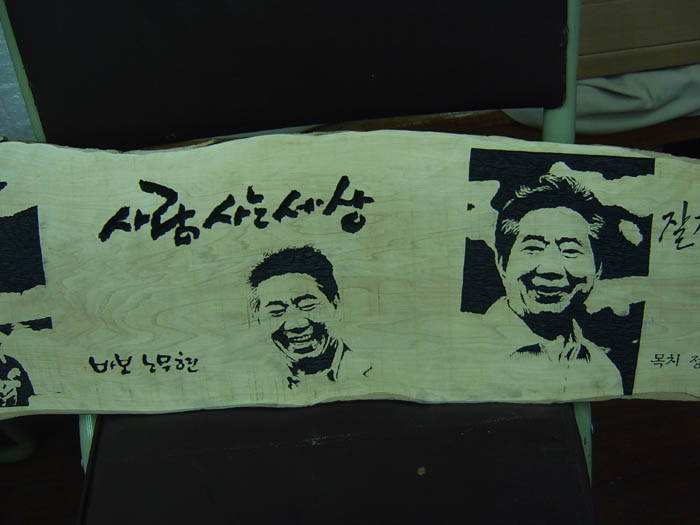 사람 사는 세상
바보 노무현
목치